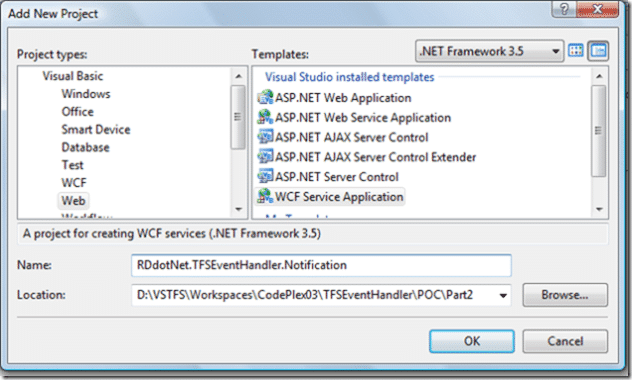 Add New Project
Project types:
Templates:
.NET Framework 3.5
Visual Basic
Windows
Office
Smart Device
Database
Test
WCF
Web
Workflow
Visual Studio installed templates
ASP.NET Web Application
ASP.NET Web Service Application
ASP.NET AJAX Server Control
ASP.NET AJAX Server Control Extender
ASP.NET Server Control
WCF Service Application
My Templates
A project for creating WCF services (.NET Framework 3.5)
Name:
RDdotNet.TFSEventHandler.Notification
Location:
D:\VSTFS\Workspaces\CodePlex03\TFSEventHandler\POC\Part2
Browse...
OK
Cancel